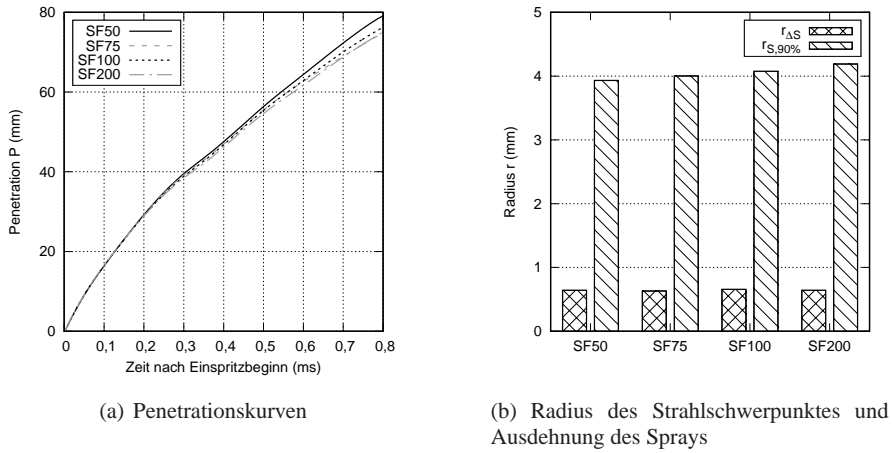 80
60
40
20
0
Penetration P (mm)
SF50
SF75
SF100
SF200
0 0,1 0,2 0,3 0,4 0,5 0,6 0,7 0,8
Zeit nach Einspritzbeginn (ms)
(a) Penetrationskurven
5
4
3
2
1
0
Radius r (mm)
rΔS
rS,90%
SF50 SF75 SF100 SF200
(b) Radius des Strahlschwerpunktes und
Ausdehnung des Sprays